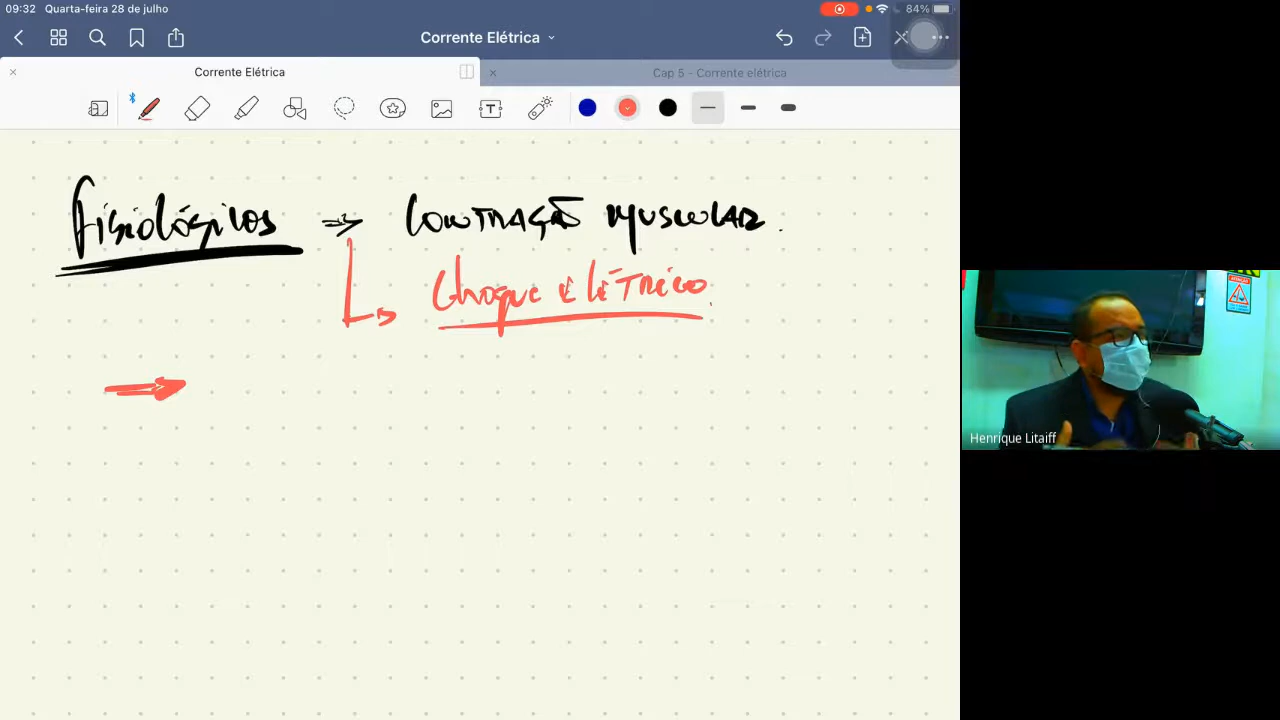 09:32 Quarta-feira 28 de julho 84%
Corrente Elétrica
Corrente Elétrica
Cap 5 - Corrente elétrica
Fisiológicos ⇒ Contração muscular.
Choque elétrico.
Henrique Litaiff